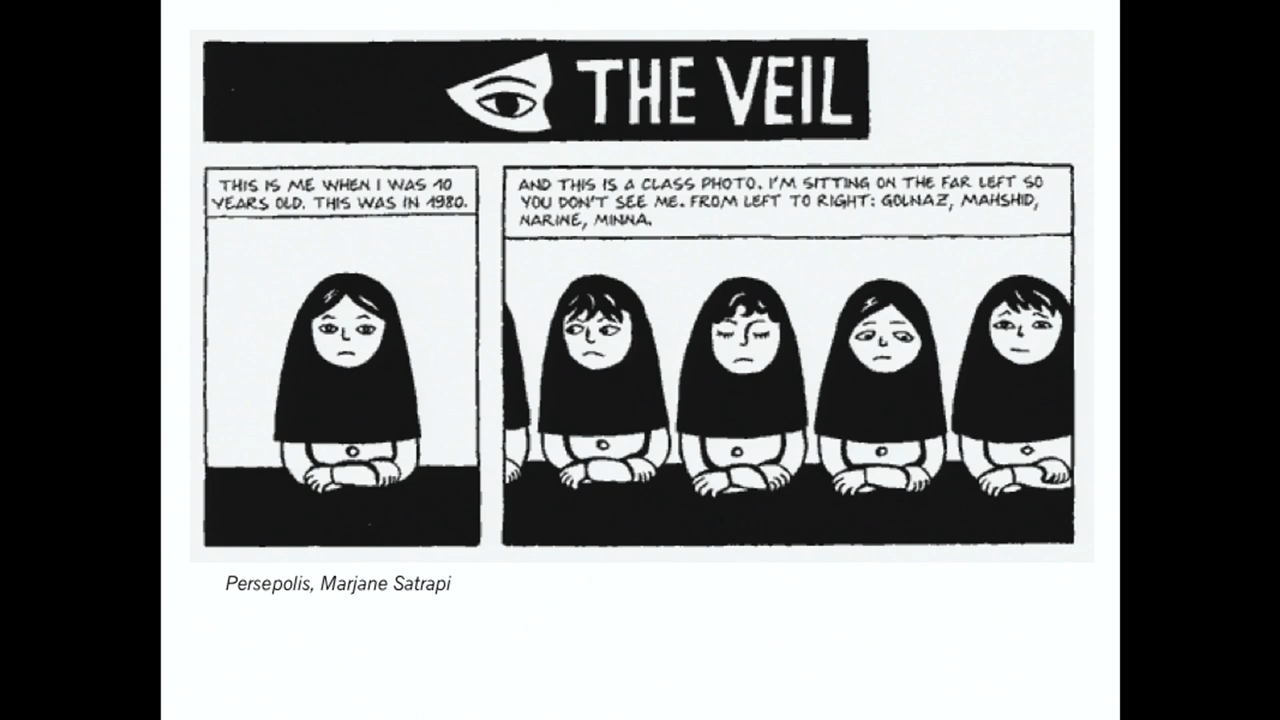 THE VEIL
THIS IS ME WHEN I WAS 10
YEARS OLD. THIS WAS IN 1980.
AND THIS IS A CLASS PHOTO. I'M SITTING ON THE FAR LEFT SO
YOU DON'T SEE ME. FROM LEFT TO RIGHT: GOLNAZ, MAHSHID,
NARINE, MINNA.
Persepolis, Marjane Satrapi